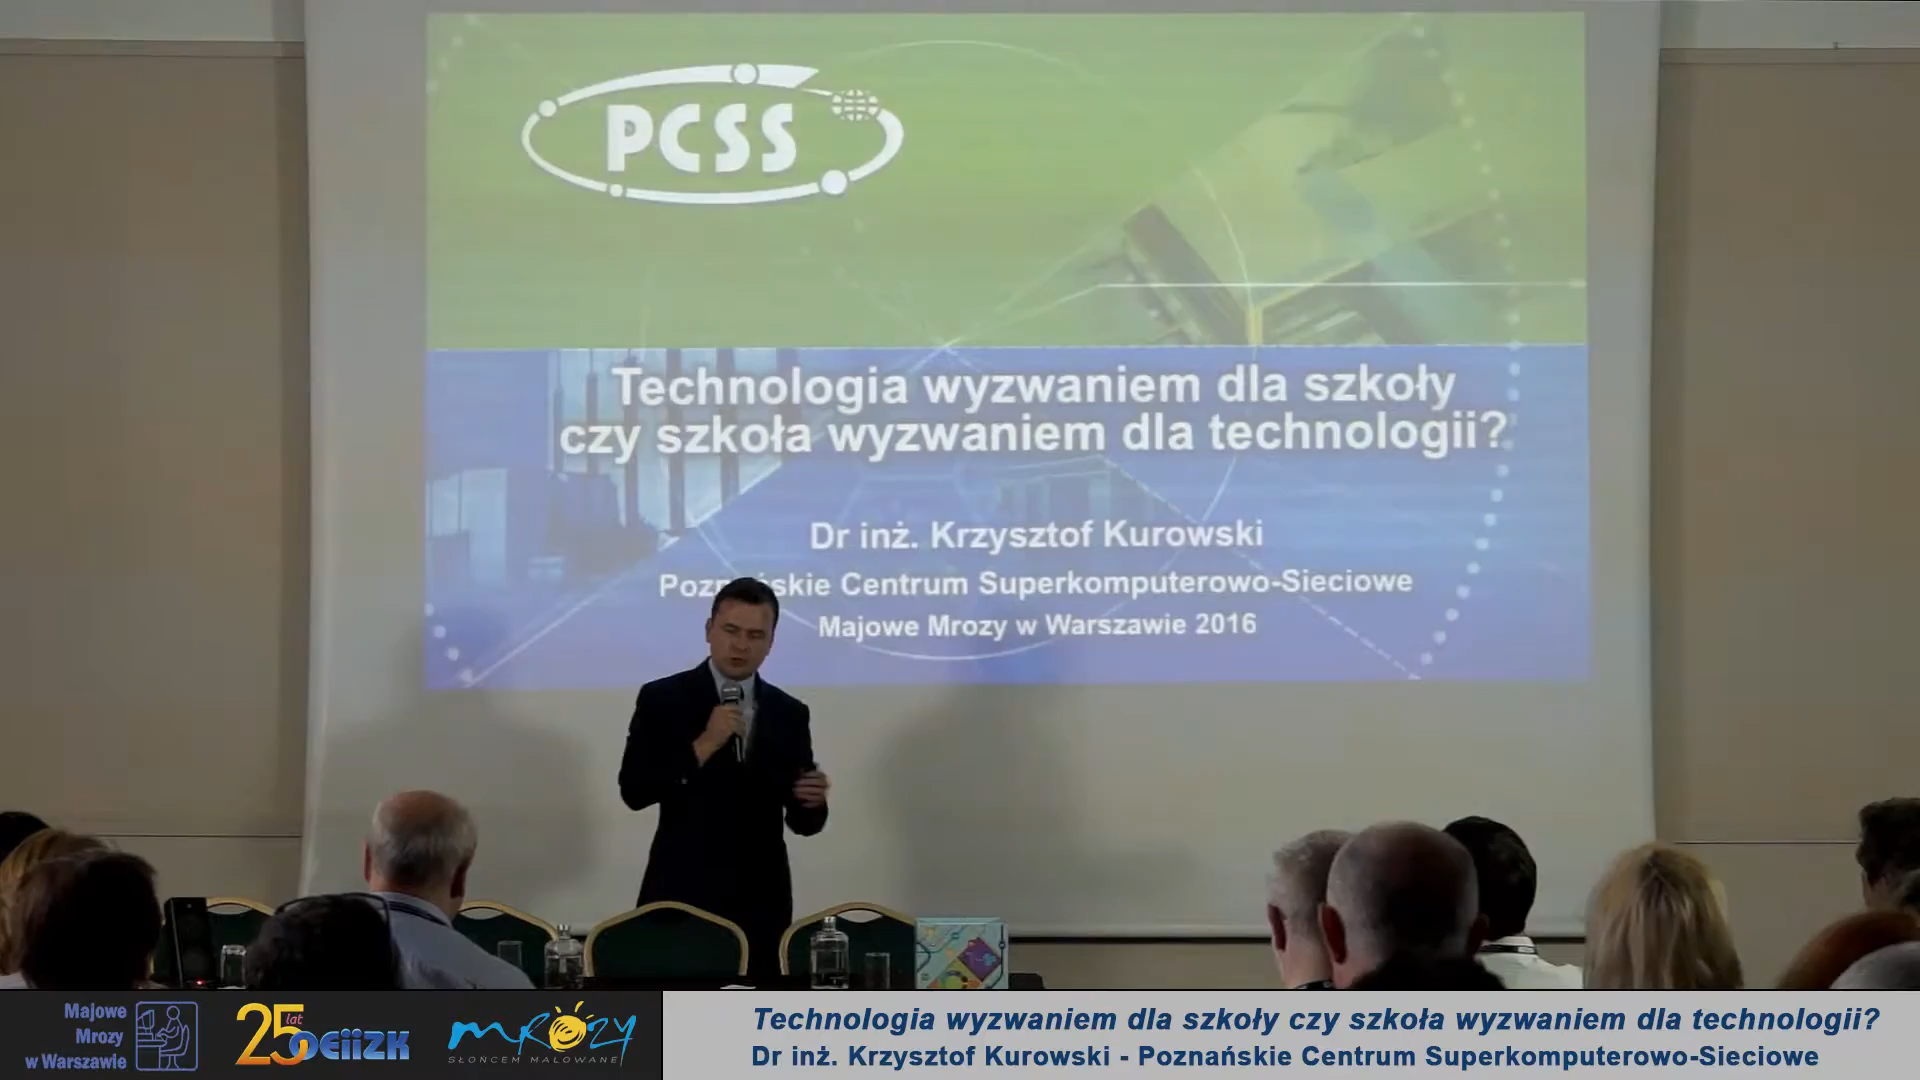 PCSS
Technologia wyzwaniem dla szkoły
czy szkoła wyzwaniem dla technologii?
Dr inż. Krzysztof Kurowski
Poznańskie Centrum Superkomputerowo-Sieciowe
Majowe Mrozy w Warszawie 2016
Majowe
Mrozy
w Warszawie
25 lat
OEiiZK
mrozy
SŁOŃCEM MALOWANE
Technologia wyzwaniem dla szkoły czy szkoła wyzwaniem dla technologii?
Dr inż. Krzysztof Kurowski - Poznańskie Centrum Superkomputerowo-Sieciowe